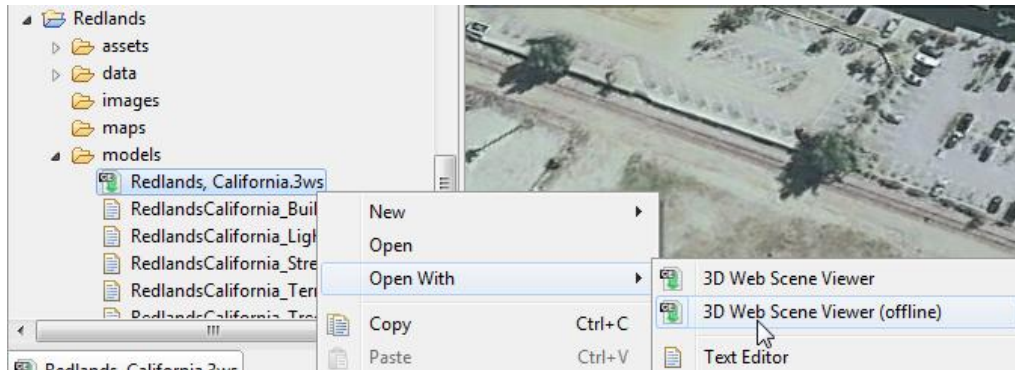 Redlands
assets
data
images
maps
models
Redlands, California.3ws
RedlandsCalifornia_Buil
RedlandsCalifornia_Ligh
RedlandsCalifornia_Stre
RedlandsCalifornia_Terr
RedlandsCalifornia_Tree
Redlands, California.3ws
New
Open
Open With
Copy Ctrl+C
Paste Ctrl+V
3D Web Scene Viewer
3D Web Scene Viewer (offline)
Text Editor